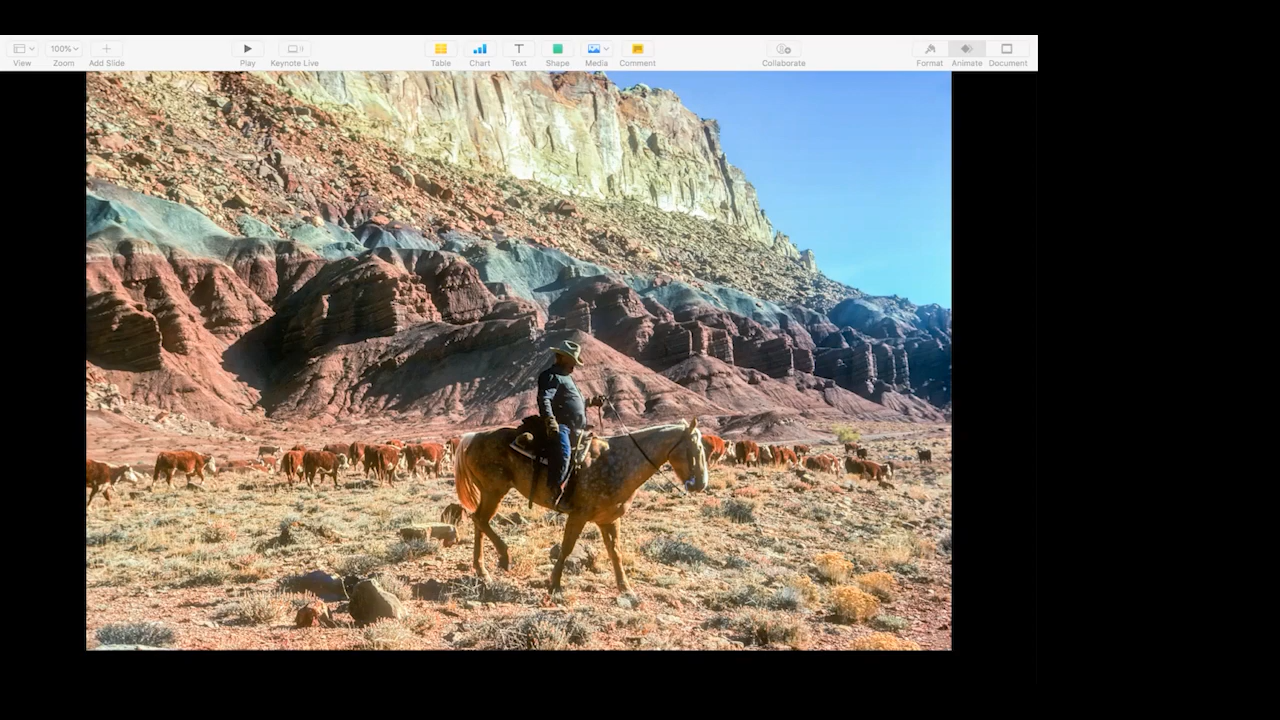 View
100%
Zoom
Add Slide
Play
Keynote Live
Table
Chart
T
Text
Shape
Media
Comment
Collaborate
Format
Animate
Document